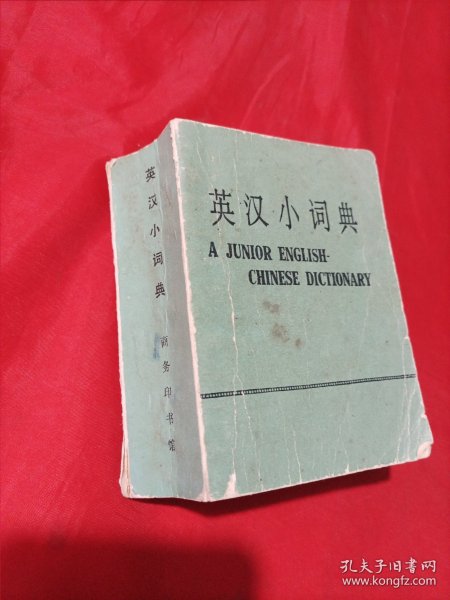 英汉小词典
A JUNIOR ENGLISH-
CHINESE DICTIONARY
英汉小词典
商务印书馆
孔夫子旧书网
www.kongfz.com